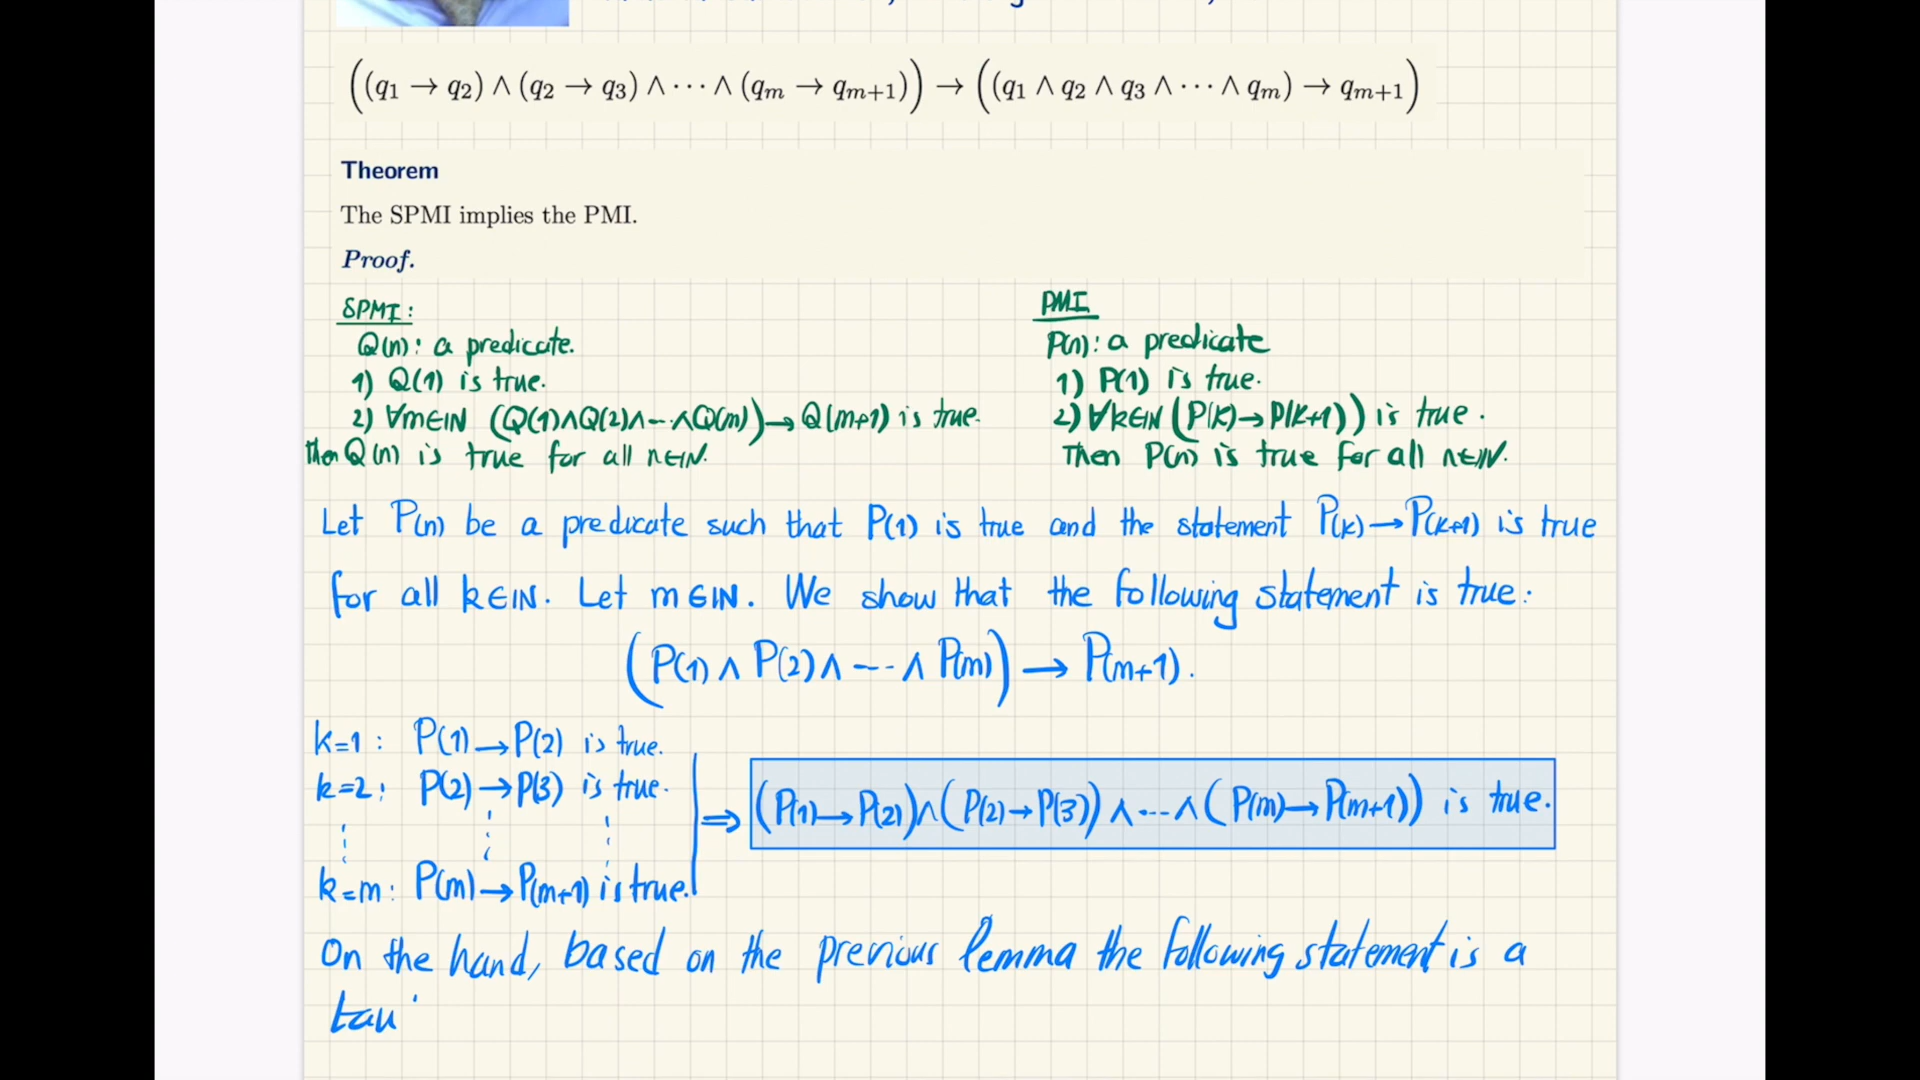 ((q₁ → q₂) ∧ (q₂ → q₃) ∧ ⋯ ∧ (qₘ → qₘ₊₁)) → ((q₁ ∧ q₂ ∧ q₃ ∧ ⋯ ∧ qₘ) → qₘ₊₁)
Theorem
The SPMI implies the PMI.
Proof.
SPMI:
Q(n): a predicate.
1) Q(1) is true.
2) ∀m∈ℕ (Q(1)∧Q(2)∧--∧Q(m))→Q(m+1) is true.
Then Q(n) is true for all n∈ℕ.
PMI
P(n): a predicate
1) P(1) is true.
2) ∀k∈ℕ (P(k)→P(k+1)) is true.
Then P(n) is true for all n∈ℕ.
Let P(n) be a predicate such that P(1) is true and the statement P(k)→P(k+1) is true
for all k∈ℕ. Let m∈ℕ. We show that the following statement is true:
(P(1) ∧ P(2) ∧ --- ∧ P(m)) → P(m+1).
k=1: P(1)→P(2) is true.
k=2: P(2)→P(3) is true.
k=m: P(m)→P(m+1) is true.
⇒ (P(1)→P(2))∧(P(2)→P(3))∧---∧(P(m)→P(m+1)) is true.
On the hand, based on the previous lemma the following statement is a
tau